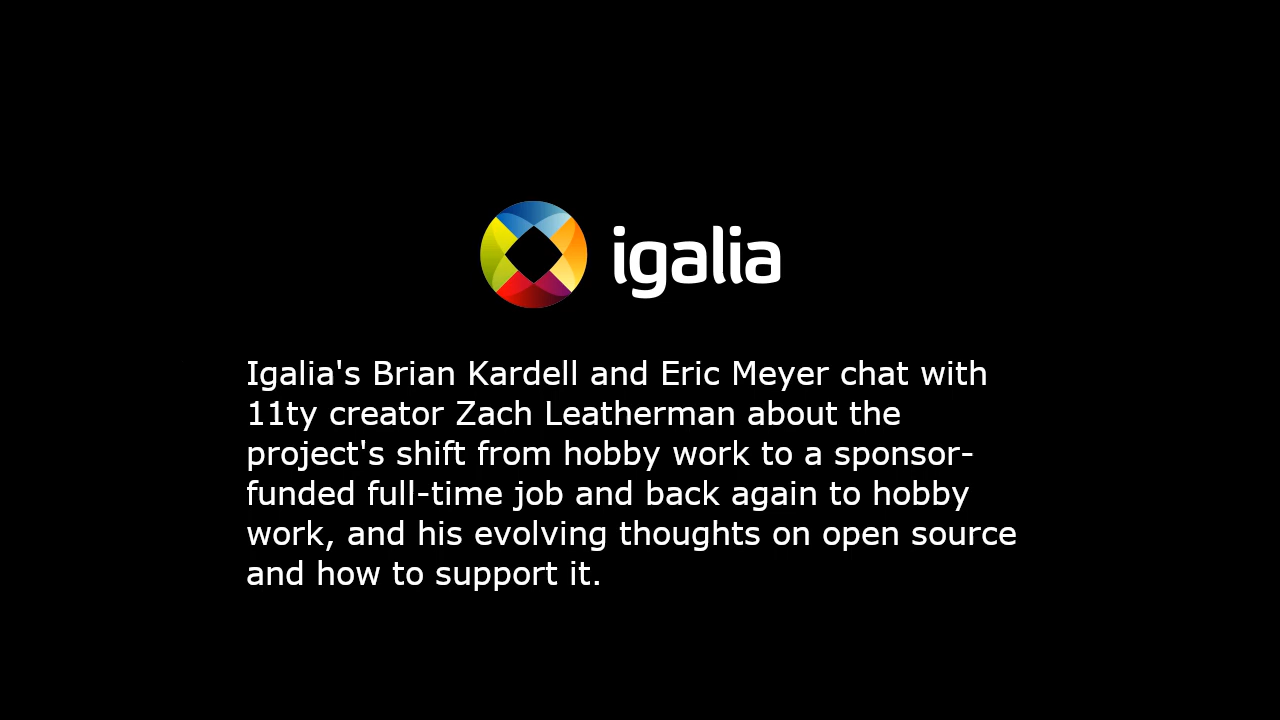 igalia
Igalia's Brian Kardell and Eric Meyer chat with
11ty creator Zach Leatherman about the
project's shift from hobby work to a sponsor-
funded full-time job and back again to hobby
work, and his evolving thoughts on open source
and how to support it.